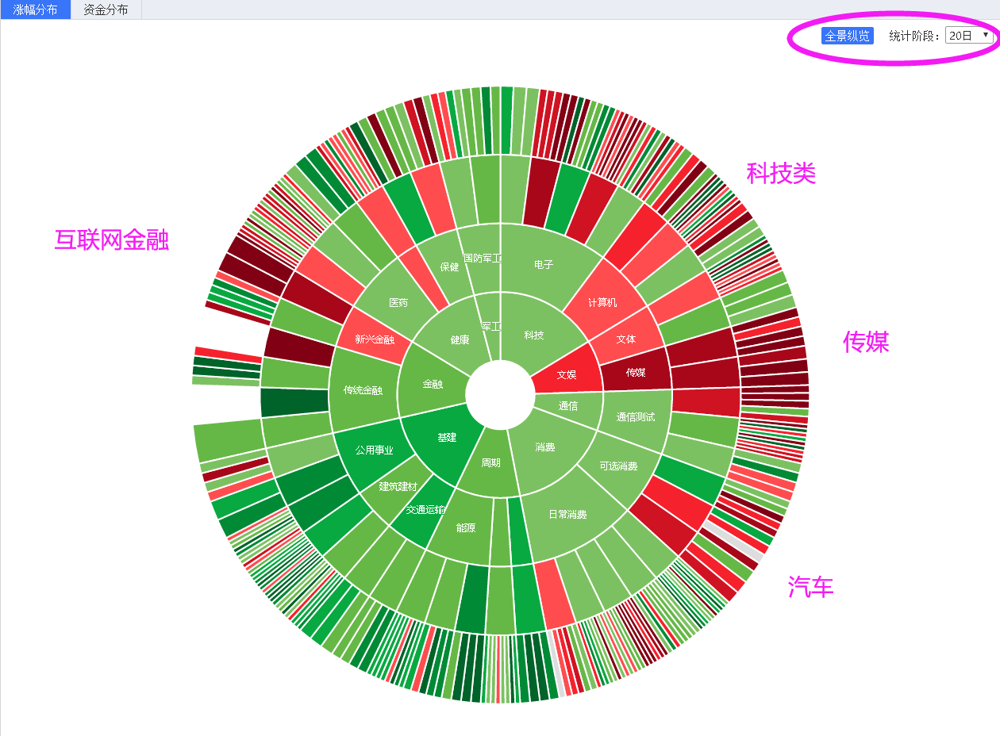 涨幅分布 资金分布
全景纵览 统计阶段： 20日
科技类
互联网金融
传媒
汽车
国防军工
保健
电子
医药
计算机
军工
新兴金融
健康
科技
文体
传统金融
金融
文娱
传媒
通信
通信测试
公用事业
基建
周期
消费
可选消费
建筑建材
交通运输
能源
日常消费